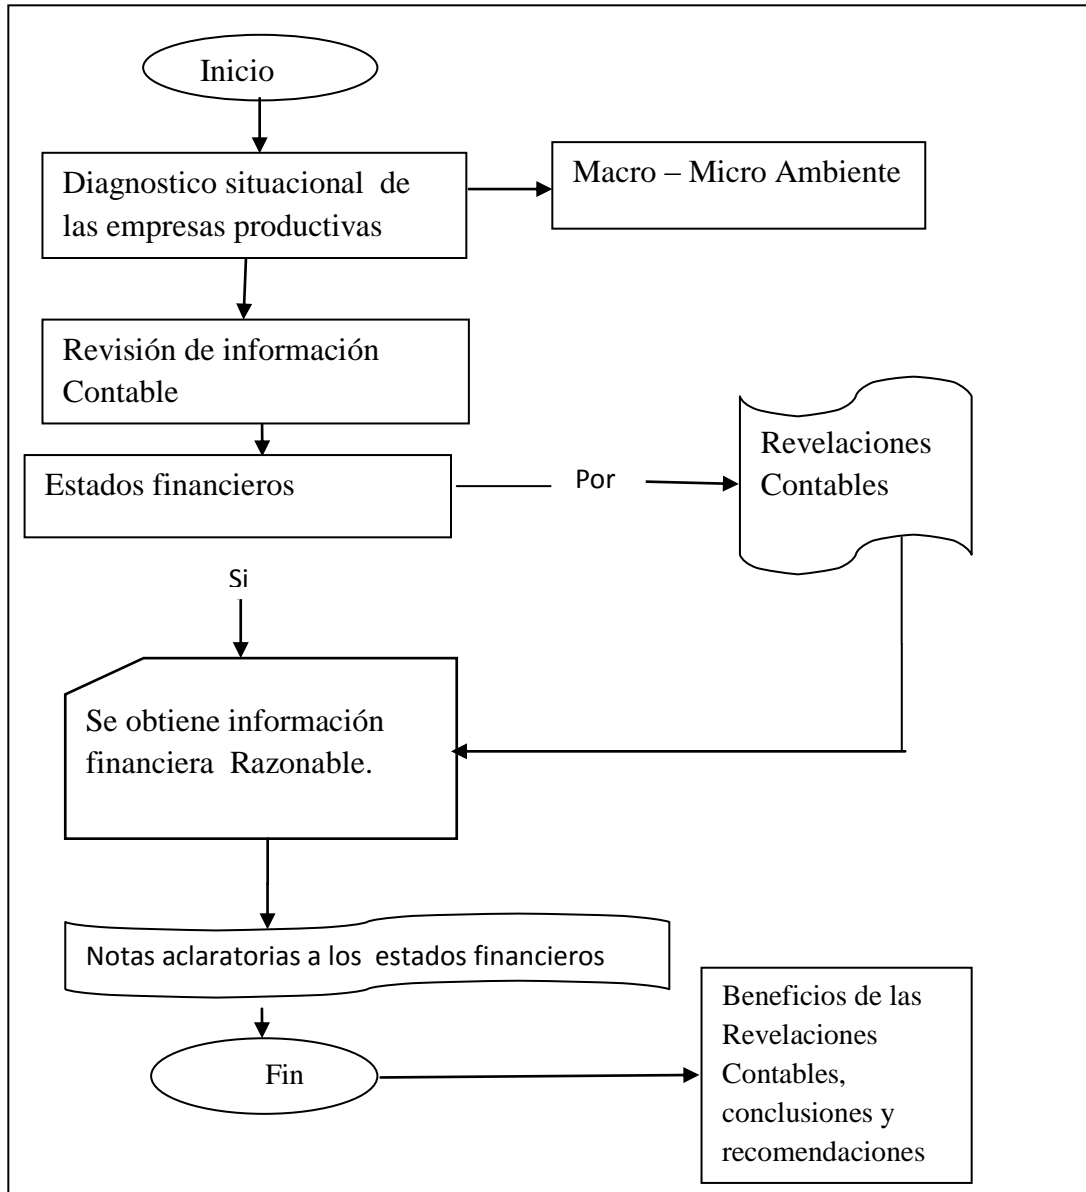 Inicio
Diagnostico situacional de
las empresas productivas
Macro – Micro Ambiente
Revisión de información
Contable
Estados financieros
Por
Revelaciones
Contables
Si
Se obtiene información
financiera Razonable.
Notas aclaratorias a los estados financieros
Fin
Beneficios de las
Revelaciones
Contables,
conclusiones y
recomendaciones